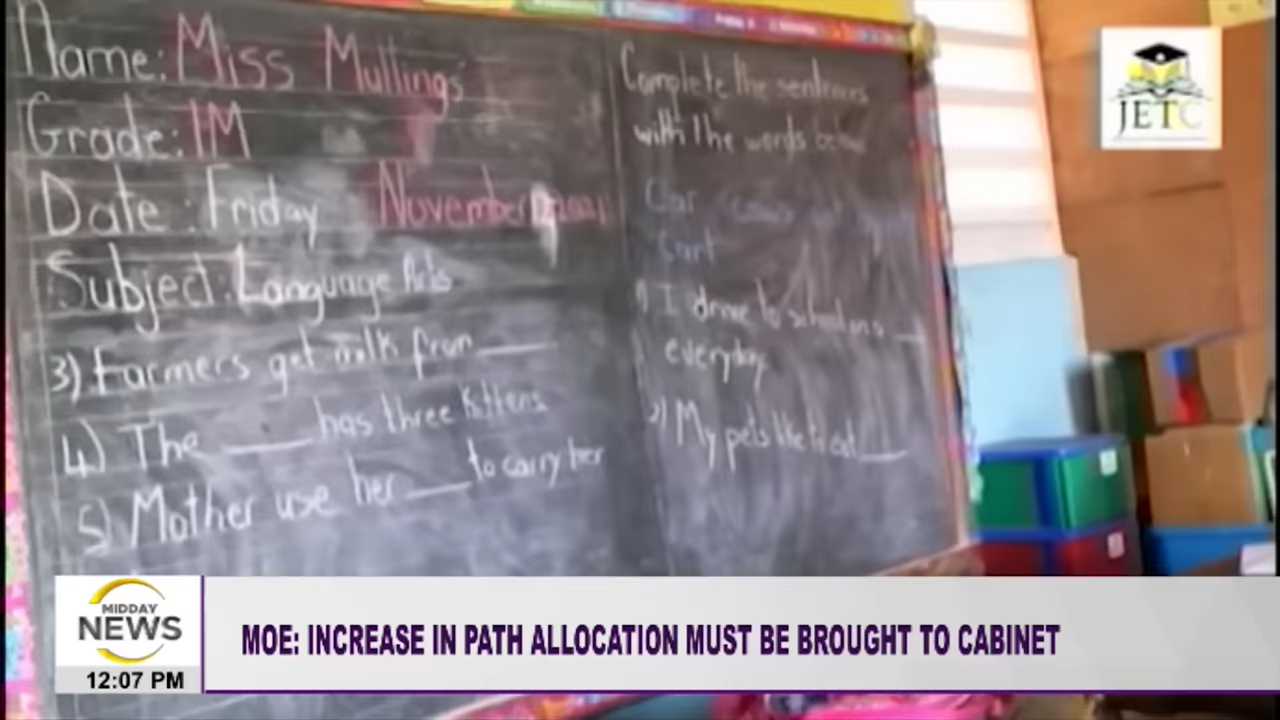 Name: Miss Mullings
Grade: 1M
Date: Friday November
Subject: Language Arts
3) Farmers get milk from ____
4) The ____ has three kittens
5) Mother use her ____ to carry her
Complete the sentences
with the words below
Car
Cart
1) I drive to school on a ____
everyday.
2) My pets like to eat ____
JETC
MIDDAY
NEWS
12:07 PM
MOE: INCREASE IN PATH ALLOCATION MUST BE BROUGHT TO CABINET